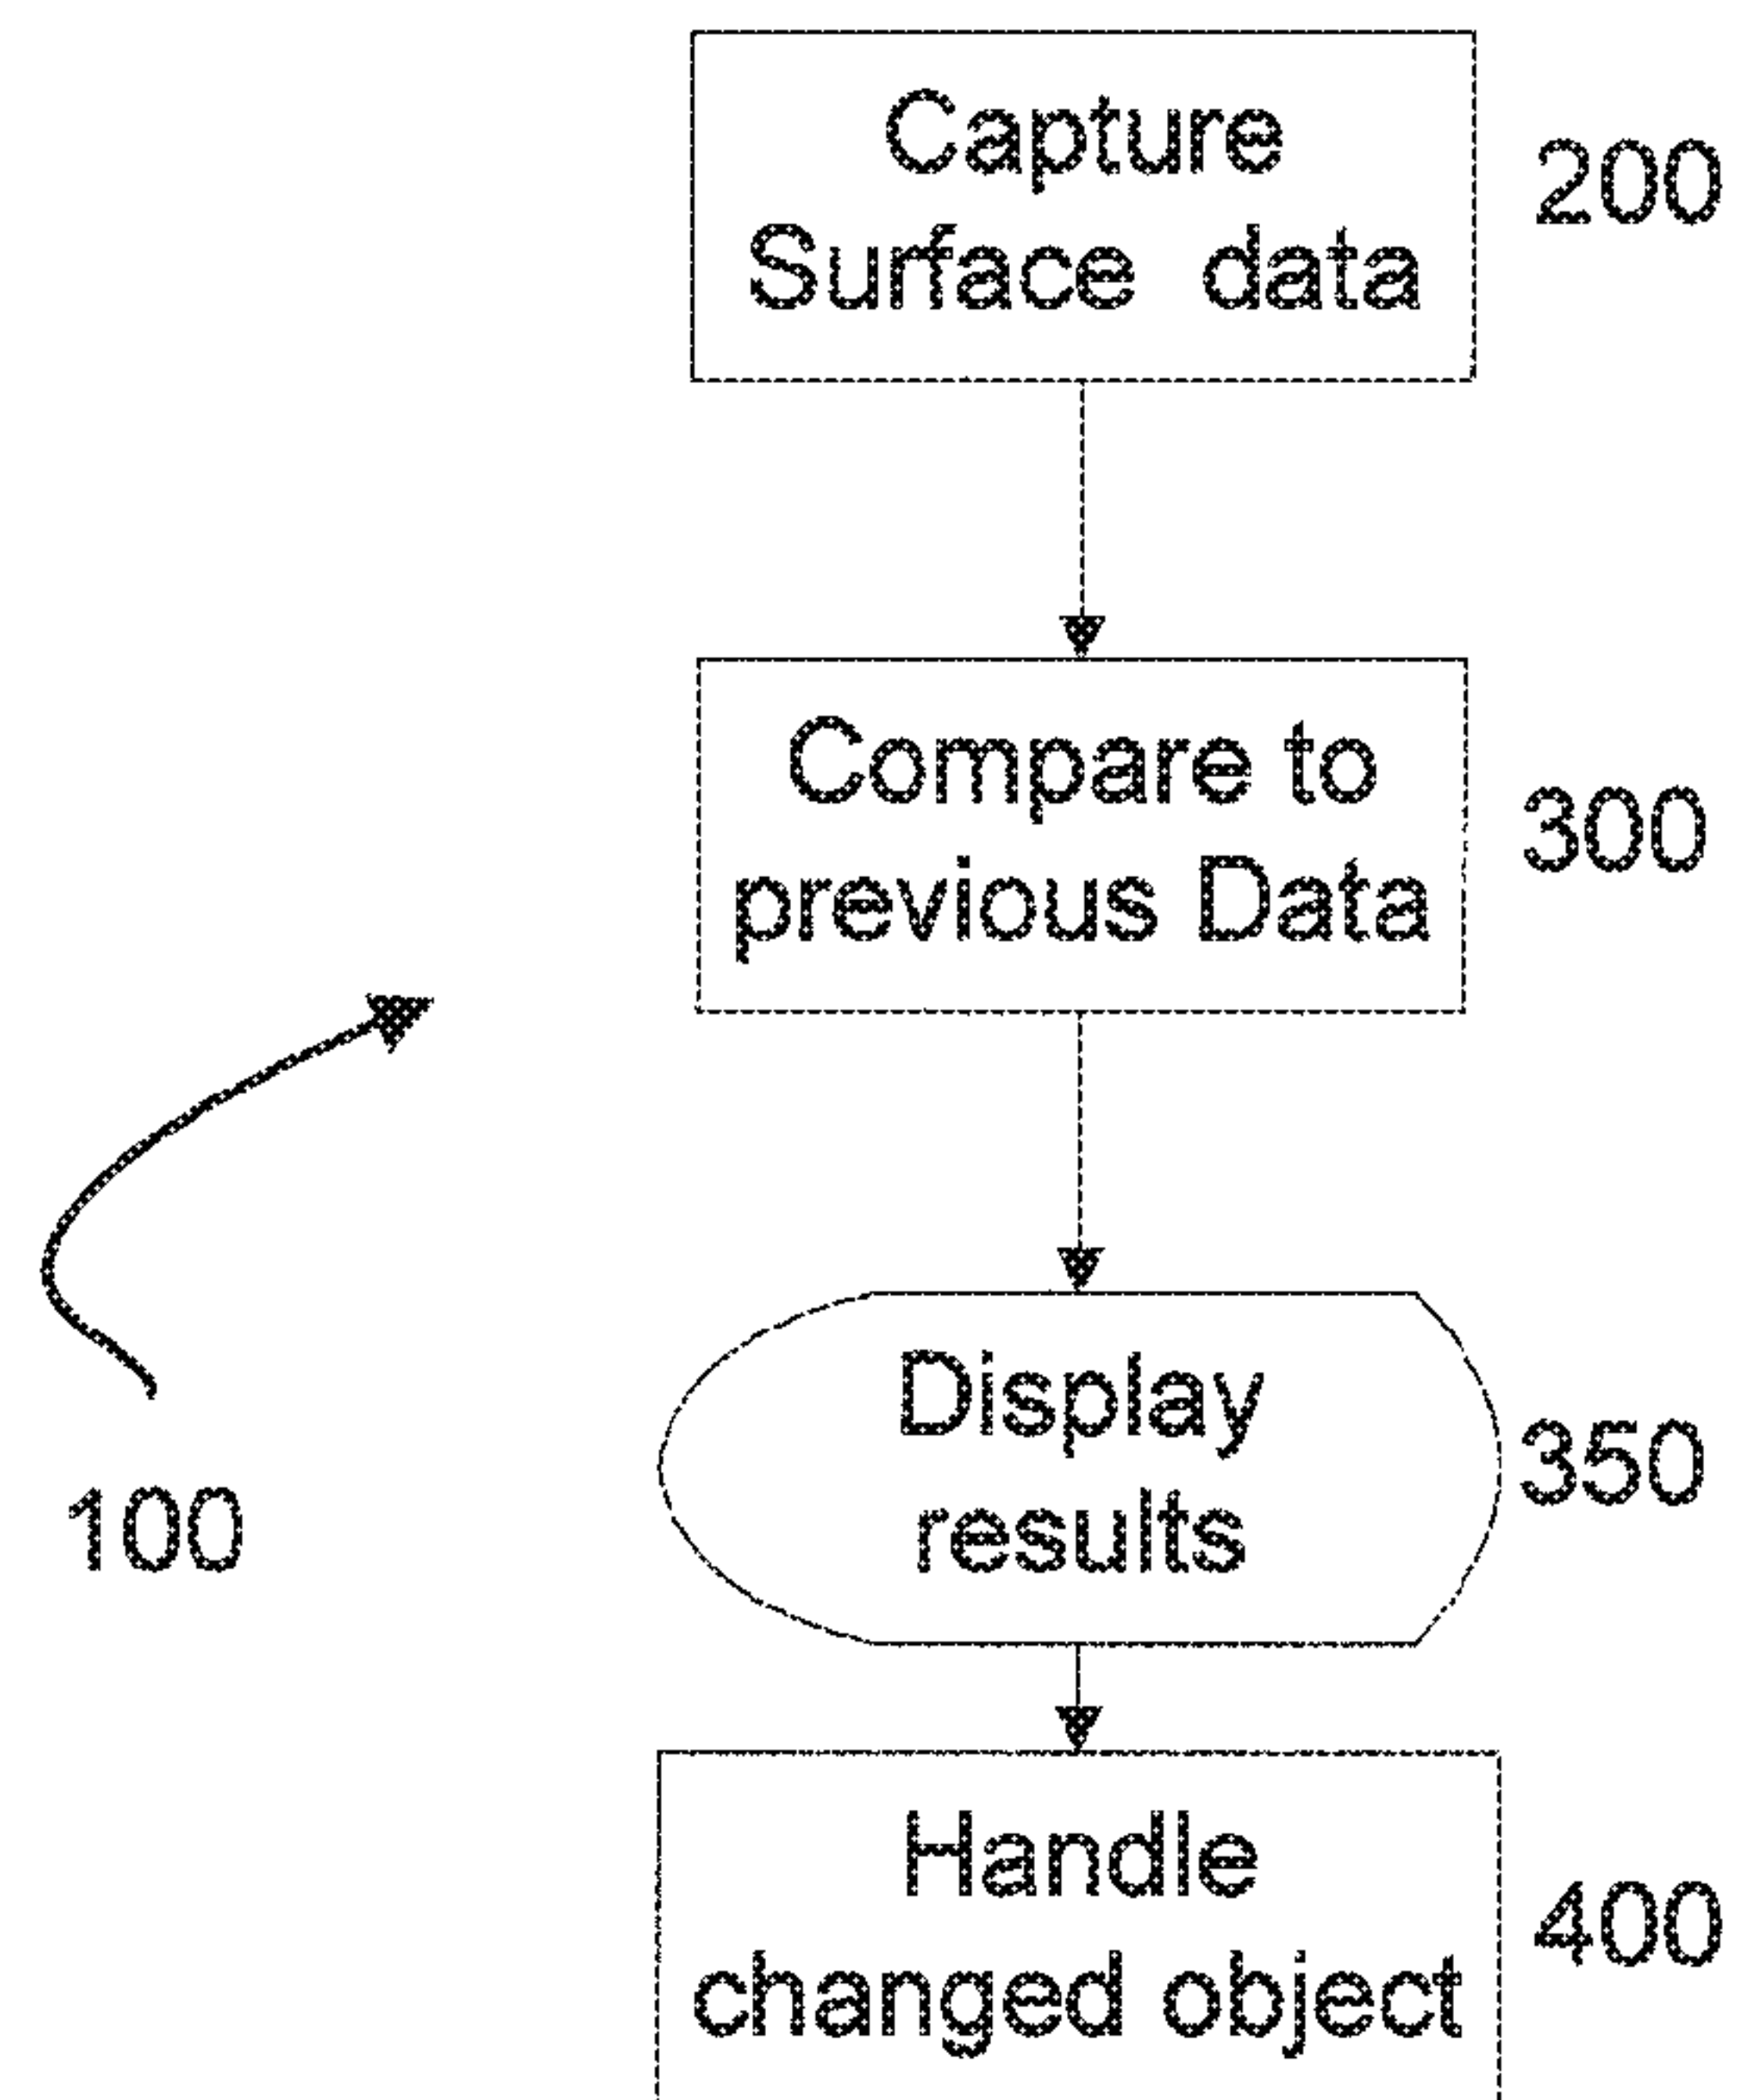 Capture
Surface data
200
Compare to
previous Data
300
Display
results
350
100
Handle
changed object
400